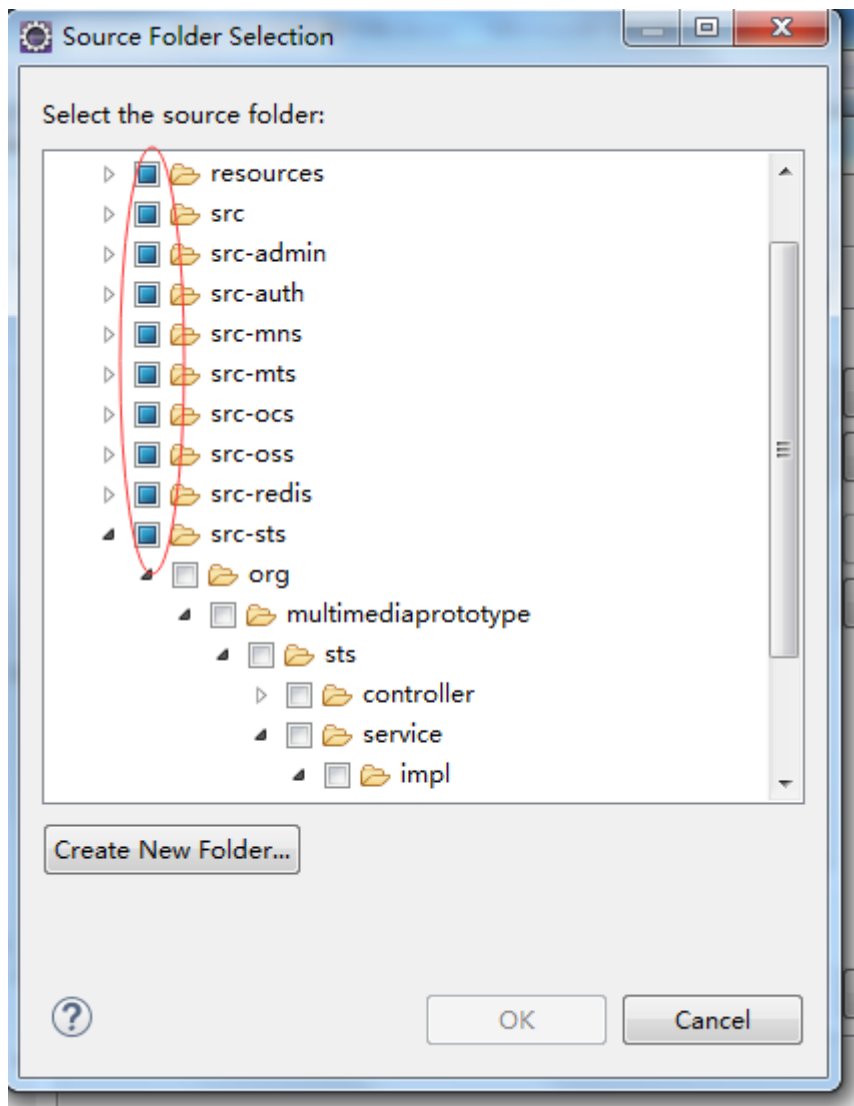 Source Folder Selection
Select the source folder:
resources
src
src-admin
src-auth
src-mns
src-mts
src-ocs
src-oss
src-redis
src-sts
org
multimediaprototype
sts
controller
service
impl
Create New Folder...
?
OK
Cancel